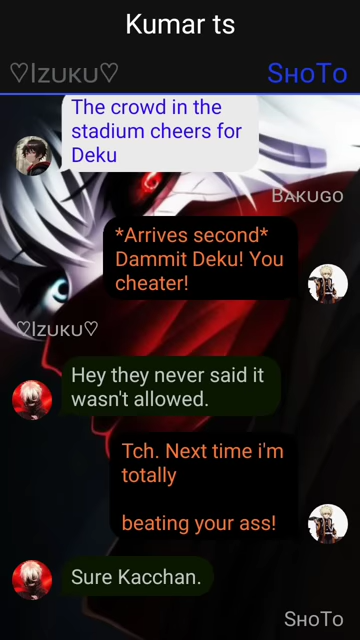 Kumar ts
♡Izuku♡
ShoTo
The crowd in the
stadium cheers for
Deku
Bakugo
*Arrives second*
Dammit Deku! You
cheater!
♡Izuku♡
Hey they never said it
wasn't allowed.
Tch. Next time i'm
totally
beating your ass!
Sure Kacchan.
ShoTo